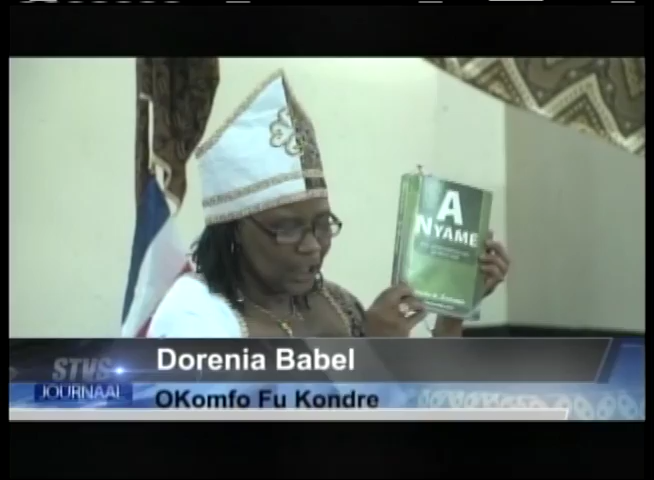 A
NYAME
STVS
JOURNAAL
Dorenia Babel
OKomfo Fu Kondre